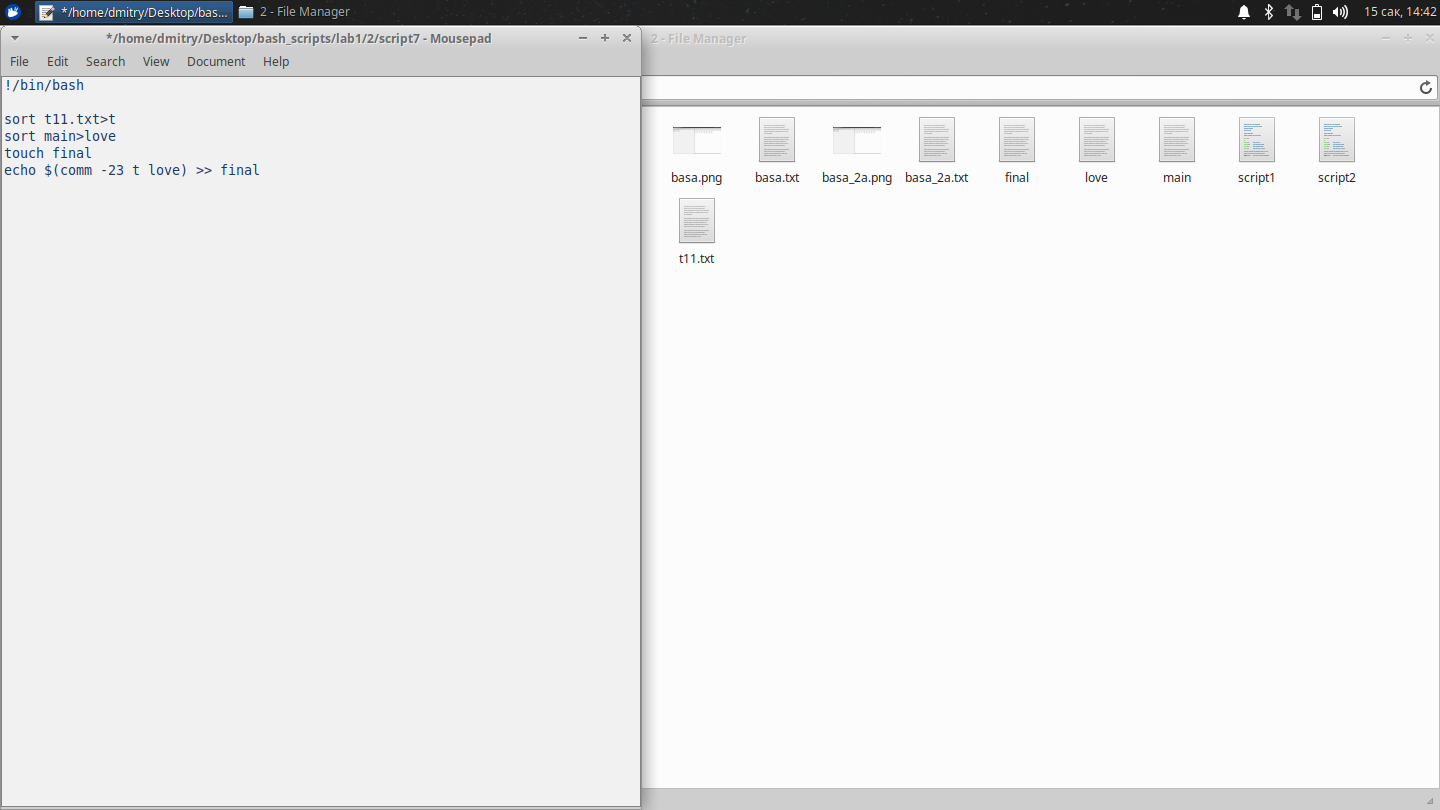 */home/dmitry/Desktop/bas...
2 - File Manager
15 сак, 14:42
*/home/dmitry/Desktop/bash_scripts/lab1/2/script7 - Mousepad
2 - File Manager
File Edit Search View Document Help
!/bin/bash
sort t11.txt>t
sort main>love
touch final
echo $(comm -23 t love) >> final
basa.png basa.txt basa_2a.png basa_2a.txt final love main script1 script2
t11.txt